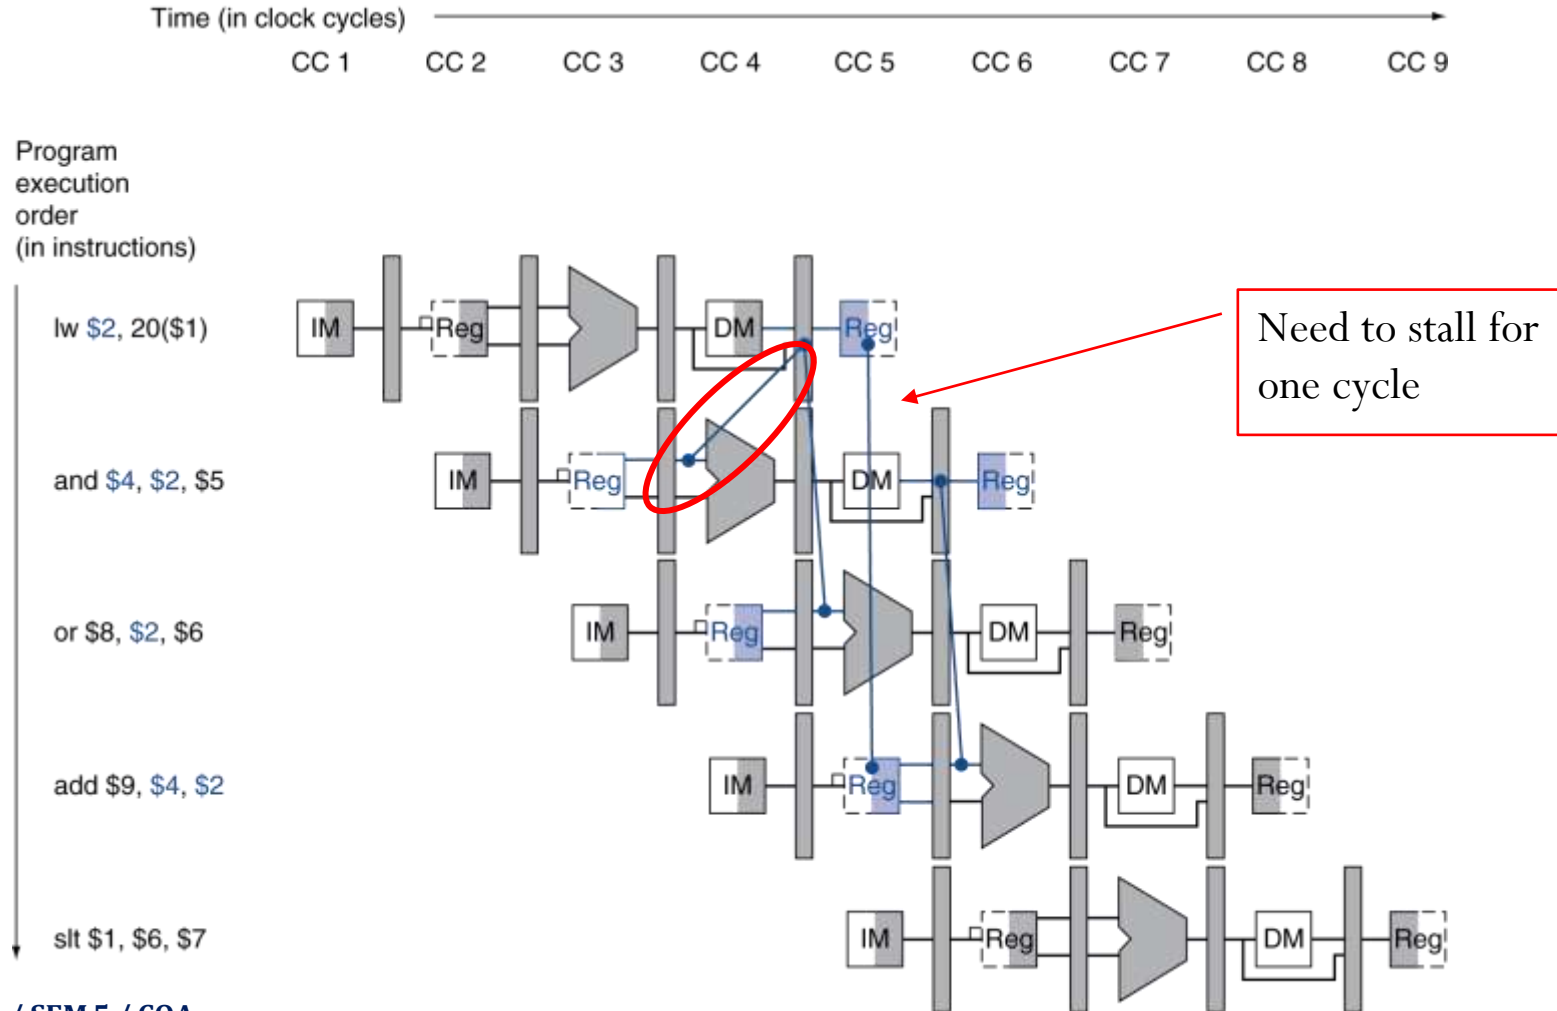 Time (in clock cycles)
CC 1 CC 2 CC 3 CC 4 CC 5 CC 6 CC 7 CC 8 CC 9
Program
execution
order
(in instructions)
lw $2, 20($1)
IM Reg DM Reg
Need to stall for
one cycle
and $4, $2, $5
IM Reg DM Reg
or $8, $2, $6
IM Reg DM Reg
add $9, $4, $2
IM Reg DM Reg
slt $1, $6, $7
IM Reg DM Reg
/ SEM 5 / COA